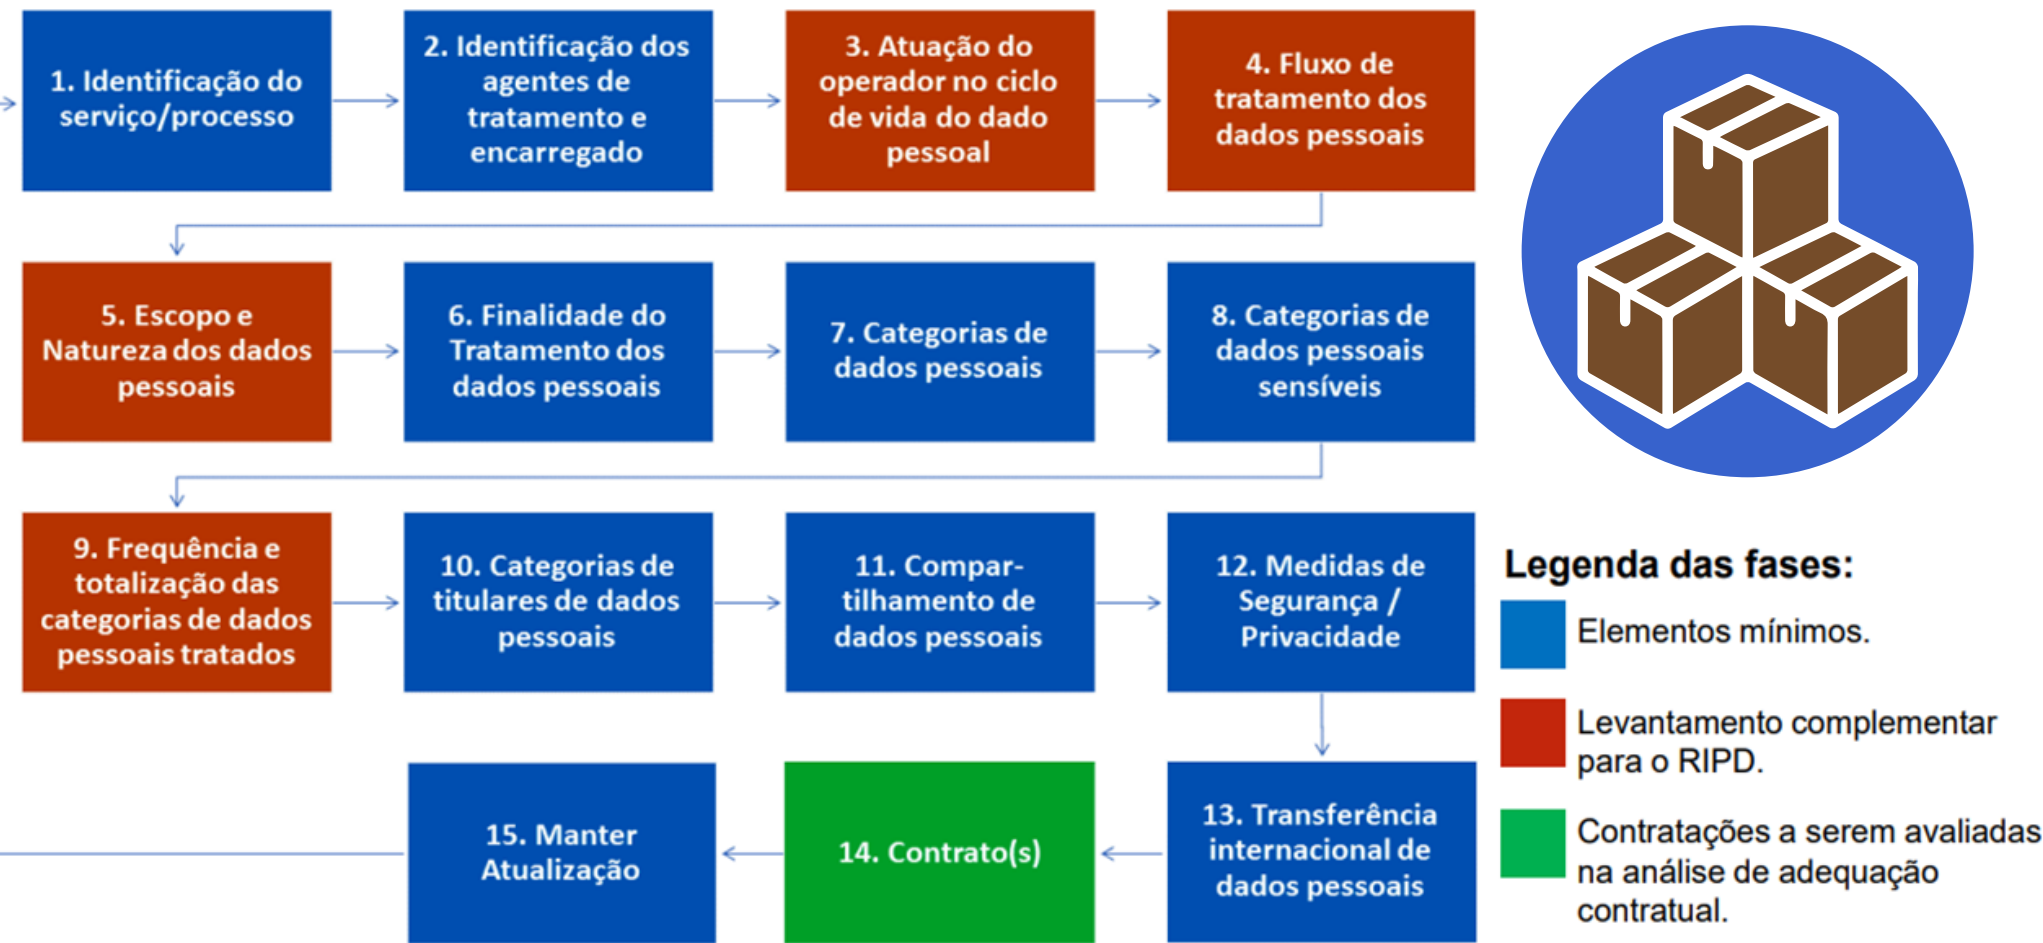 1. Identificação do
serviço/processo
2. Identificação dos
agentes de
tratamento e
encarregado
3. Atuação do
operador no ciclo
de vida do dado
pessoal
4. Fluxo de
tratamento dos
dados pessoais
5. Escopo e
Natureza dos dados
pessoais
6. Finalidade do
Tratamento dos
dados pessoais
7. Categorias de
dados pessoais
8. Categorias de
dados pessoais
sensíveis
9. Frequência e
totalização das
categorias de dados
pessoais tratados
10. Categorias de
titulares de dados
pessoais
11. Compar-
tilhamento de
dados pessoais
12. Medidas de
Segurança /
Privacidade
13. Transferência
internacional de
dados pessoais
14. Contrato(s)
15. Manter
Atualização
Legenda das fases:
Elementos mínimos.
Levantamento complementar
para o RIPD.
Contratações a serem avaliadas
na análise de adequação
contratual.